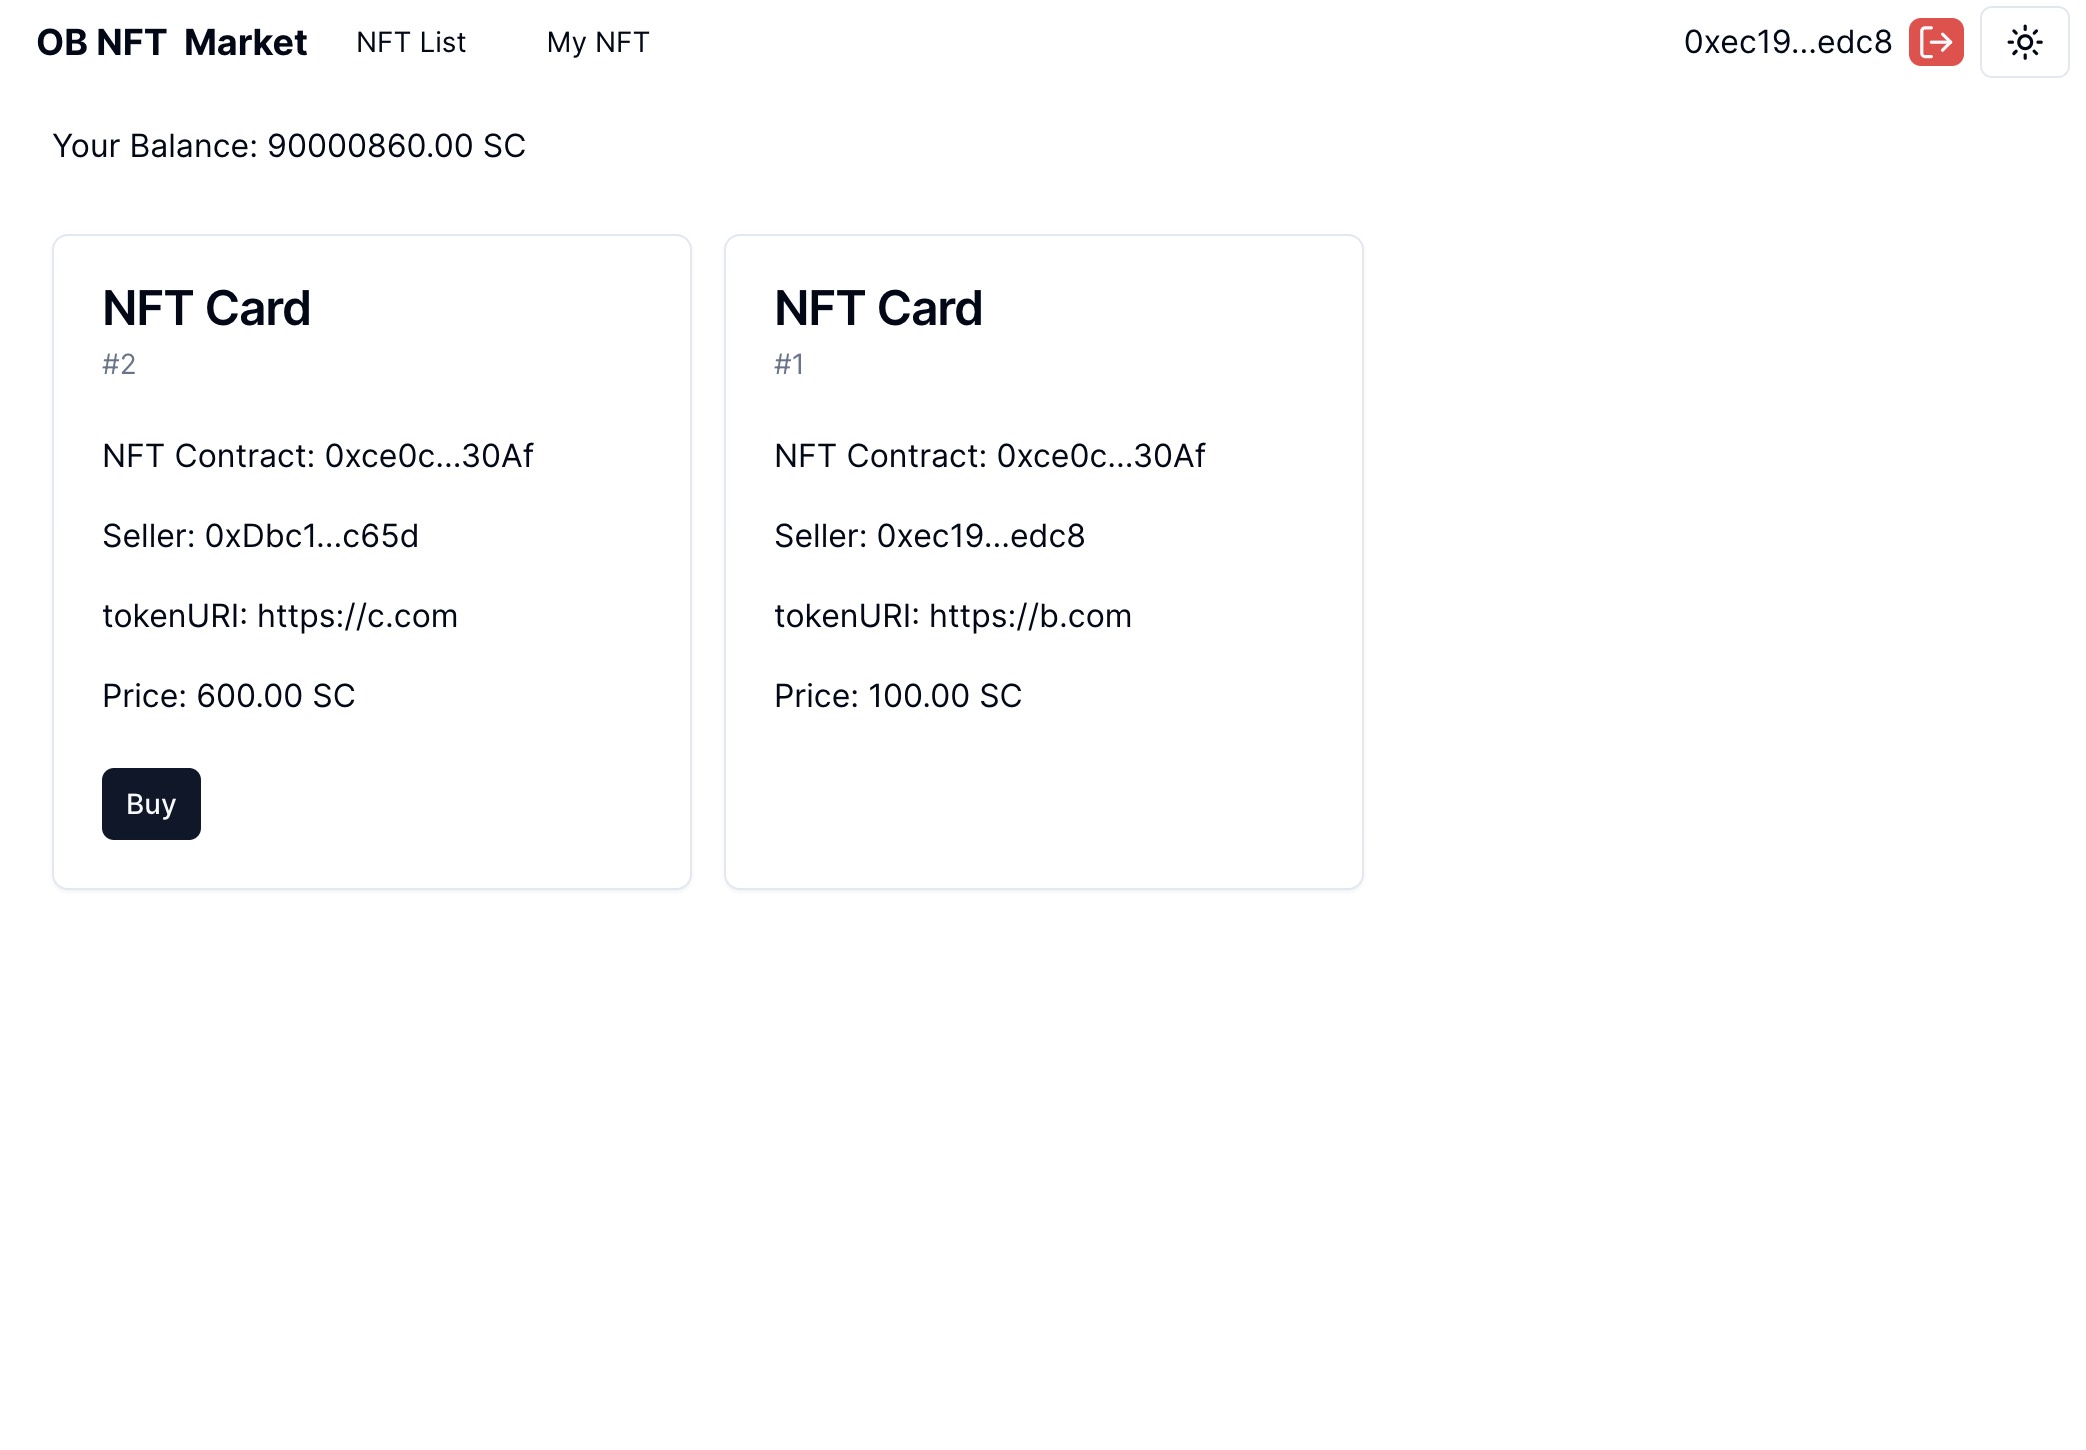 OB NFT  Market NFT List My NFT 0xec19...edc8
Your Balance: 90000860.00 SC
NFT Card
#2
NFT Contract: 0xce0c...30Af
Seller: 0xDbc1...c65d
tokenURI: https://c.com
Price: 600.00 SC
Buy
NFT Card
#1
NFT Contract: 0xce0c...30Af
Seller: 0xec19...edc8
tokenURI: https://b.com
Price: 100.00 SC